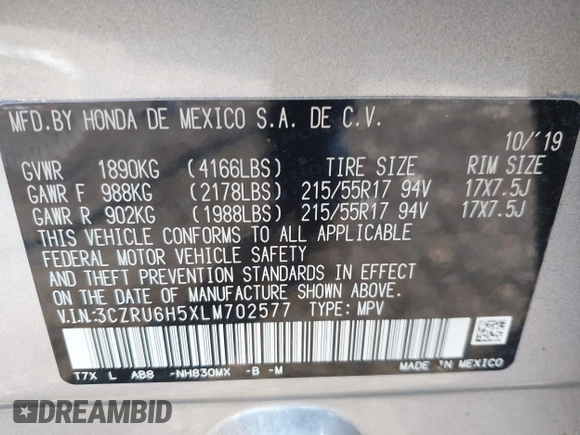 MFD.BY HONDA DE MEXICO S.A. DE C.V.
10/'19
GVWR 1890KG (4166LBS) TIRE SIZE RIM SIZE
GAWR F 988KG (2178LBS) 215/55R17 94V 17X7.5J
GAWR R 902KG (1988LBS) 215/55R17 94V 17X7.5J
THIS VEHICLE CONFORMS TO ALL APPLICABLE
FEDERAL MOTOR VEHICLE SAFETY
AND THEFT PREVENTION STANDARDS IN EFFECT
ON THE DATE OF MANUFACTURE SHOWN ABOVE.
V.I.N.:3CZRU6H5XLM702577 TYPE: MPV
T7X L AB8 -NH830MX -B -M
MADE IN MEXICO
DREAMBID